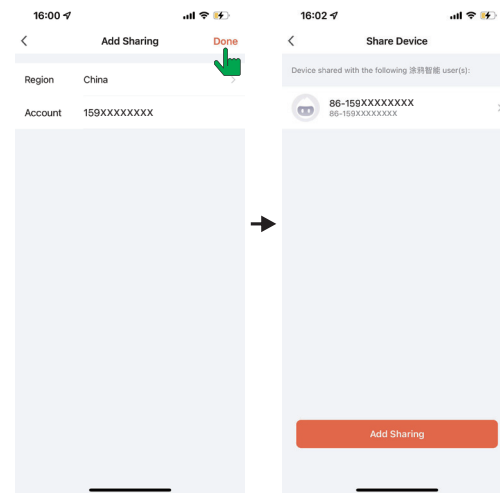 16:00
Add Sharing
Done
Region China
Account 159XXXXXXXX
16:02
Share Device
Device shared with the following 涂鸦智能 user(s):
86-159XXXXXXXX
86-159XXXXXXXX
Add Sharing